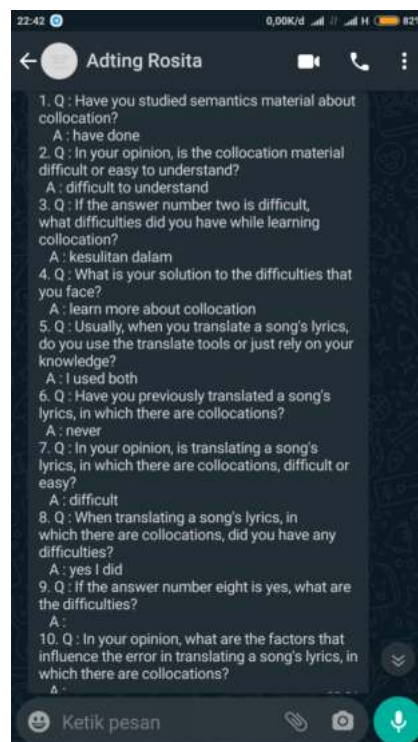 22:42 0,00K/d H 82%
Adting Rosita
1. Q : Have you studied semantics material about
collocation?
A : have done
2. Q : In your opinion, is the collocation material
difficult or easy to understand?
A : difficult to understand
3. Q : If the answer number two is difficult,
what difficulties did you have while learning
collocation?
A : kesulitan dalam
4. Q : What is your solution to the difficulties that
you face?
A : learn more about collocation
5. Q : Usually, when you translate a song's lyrics,
do you use the translate tools or just rely on your
knowledge?
A : I used both
6. Q : Have you previously translated a song's
lyrics, in which there are collocations?
A : never
7. Q : In your opinion, is translating a song's
lyrics, in which there are collocations, difficult or
easy?
A : difficult
8. Q : When translating a song's lyrics, in
which there are collocations, did you have any
difficulties?
A : yes I did
9. Q : If the answer number eight is yes, what are
the difficulties?
A :
10. Q : In your opinion, what are the factors that
influence the error in translating a song's lyrics, in
which there are collocations?
A :
Ketik pesan